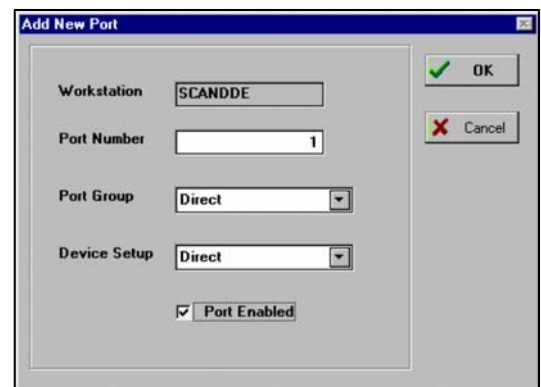 Add New Port
Workstation SCANDDE
Port Number 1
Port Group Direct
Device Setup Direct
Port Enabled
OK
Cancel